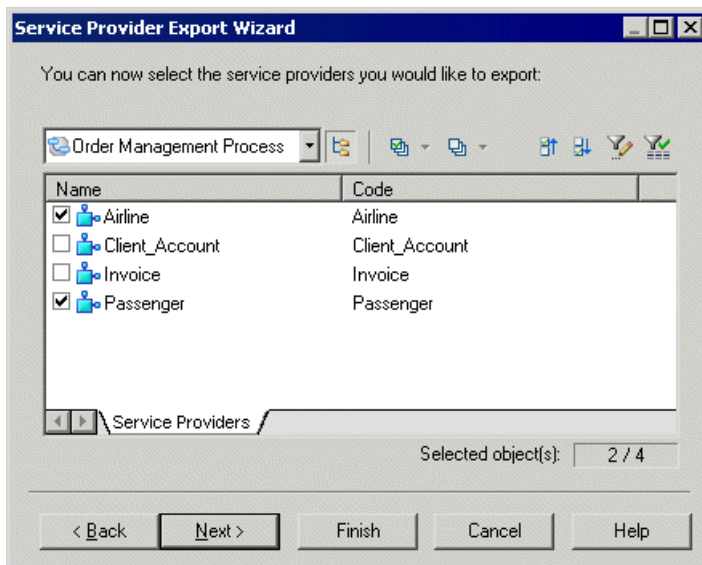 Service Provider Export Wizard
You can now select the service providers you would like to export:
Order Management Process
Name Code
Airline Airline
Client_Account Client_Account
Invoice Invoice
Passenger Passenger
Service Providers
Selected object(s): 2 / 4
< Back Next > Finish Cancel Help